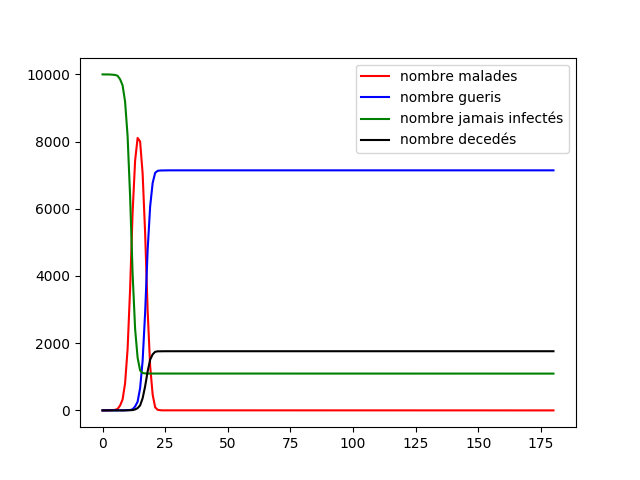 10000
8000
6000
4000
2000
0
0 25 50 75 100 125 150 175
nombre malades
nombre gueris
nombre jamais infectés
nombre decedés